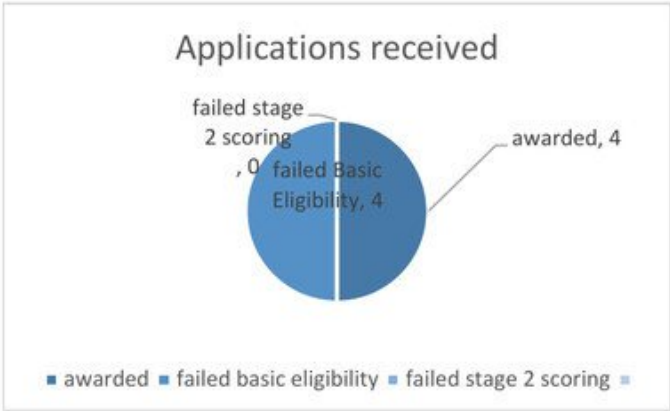 Applications received
failed stage
2 scoring
, 0
awarded, 4
failed Basic
Eligibility, 4
awarded failed basic eligibility failed stage 2 scoring